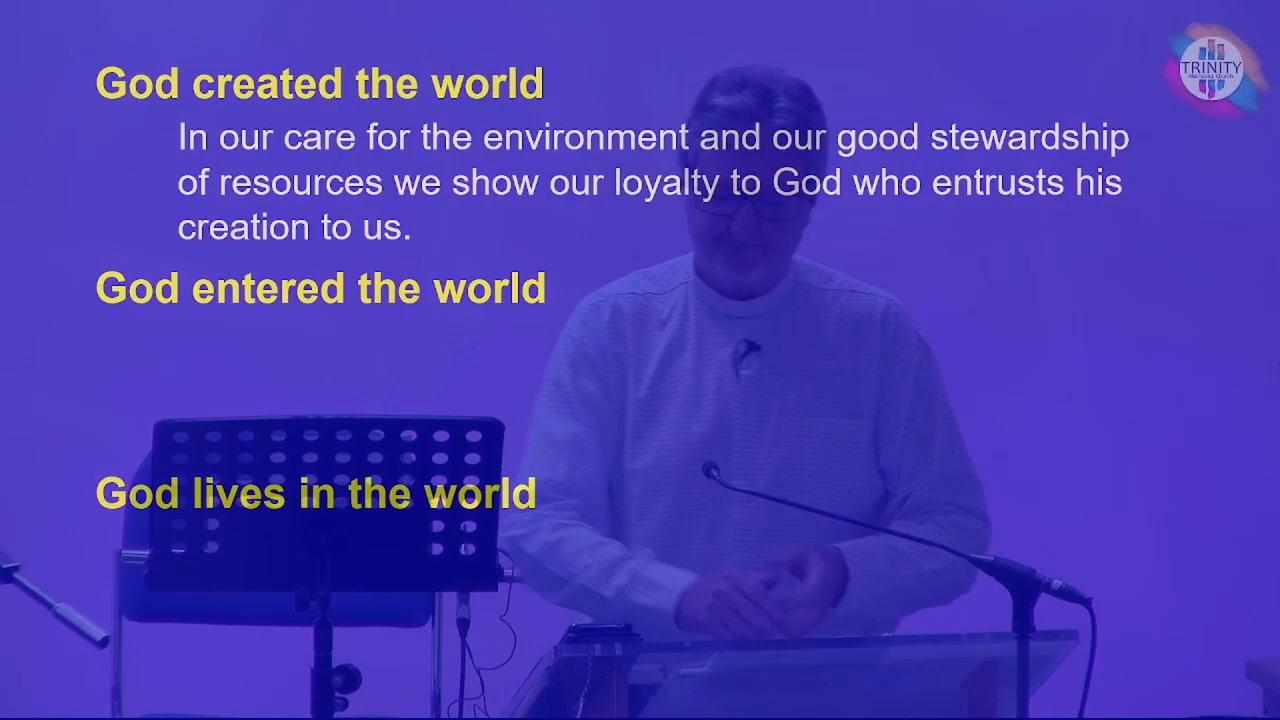 God created the world
In our care for the environment and our good stewardship
of resources we show our loyalty to God who entrusts his
creation to us.
God entered the world
God lives in the world
TRINITY
Methodist Church